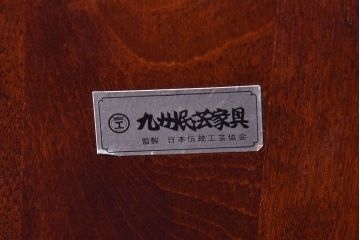 九州民芸家具
監製 日本伝統工芸協会